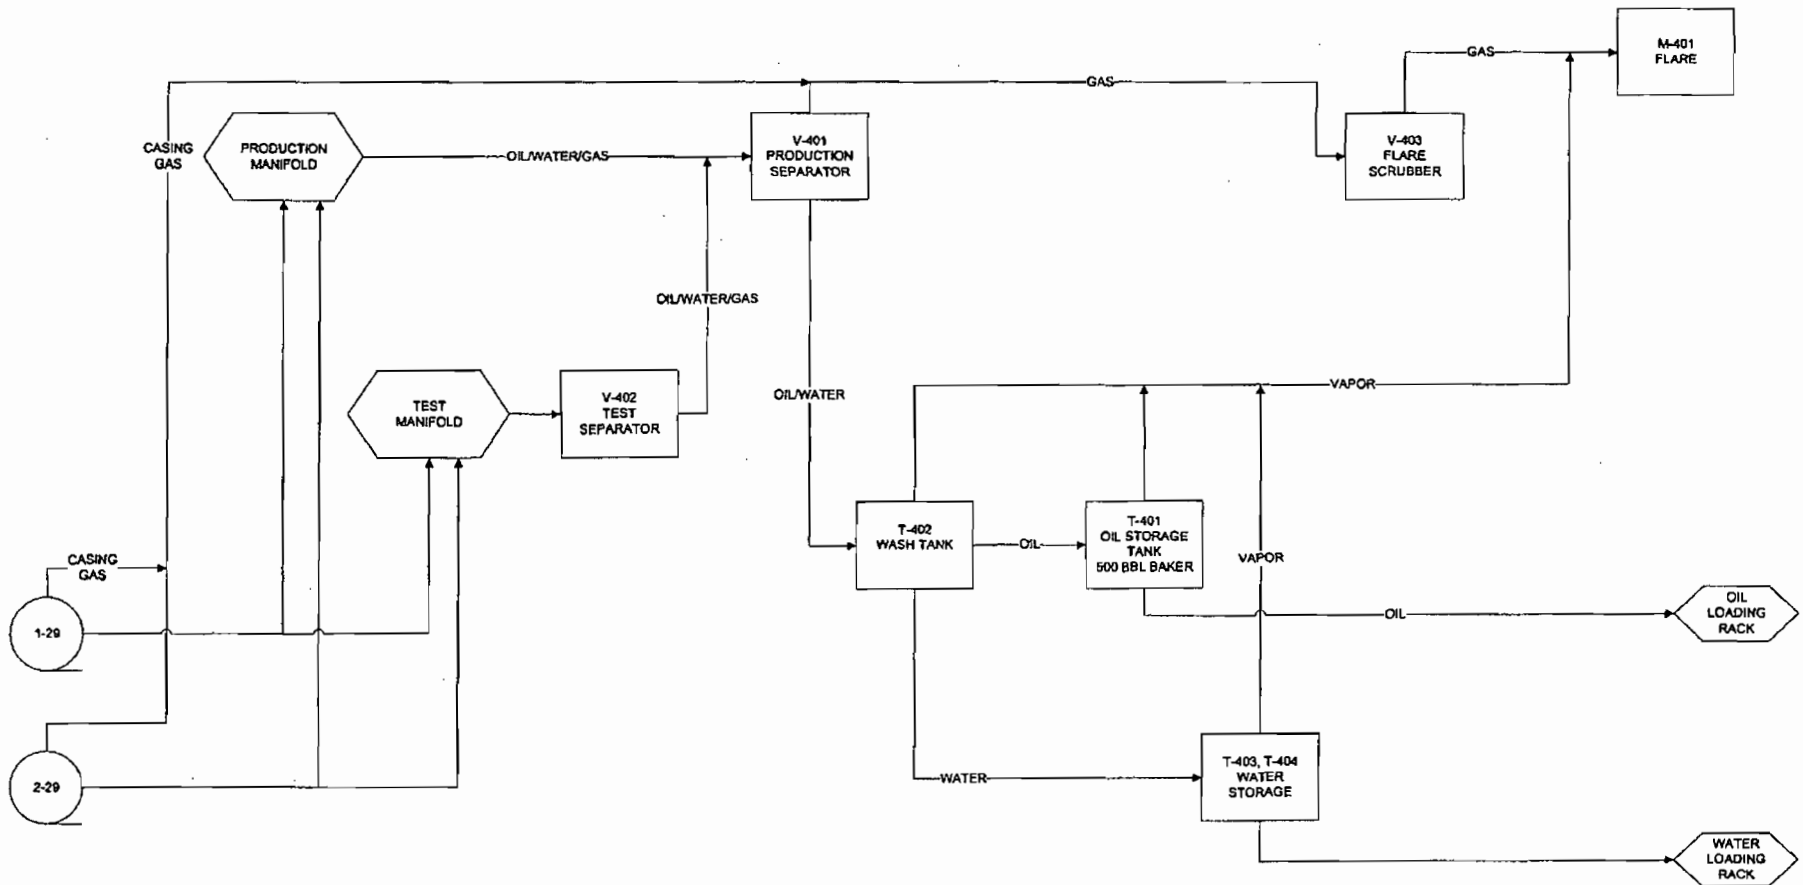 GAS
M-401
FLARE
GAS
CASING
GAS
PRODUCTION
MANIFOLD
OIL/WATER/GAS
V-401
PRODUCTION
SEPARATOR
V-403
FLARE
SCRUBBER
OIL/WATER/GAS
TEST
MANIFOLD
V-402
TEST
SEPARATOR
OIL/WATER
VAPOR
T-402
WASH TANK
OIL
T-401
OIL STORAGE
TANK
500 BBL BAKER
VAPOR
CASING
GAS
1-29
OIL
OIL
LOADING
RACK
2-29
WATER
T-403, T-404
WATER
STORAGE
WATER
LOADING
RACK